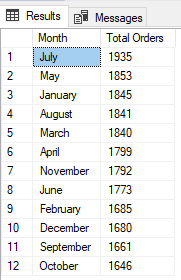 Results Messages
Month Total Orders
1 July 1935
2 May 1853
3 January 1845
4 August 1841
5 March 1840
6 April 1799
7 November 1792
8 June 1773
9 February 1685
10 December 1680
11 September 1661
12 October 1646